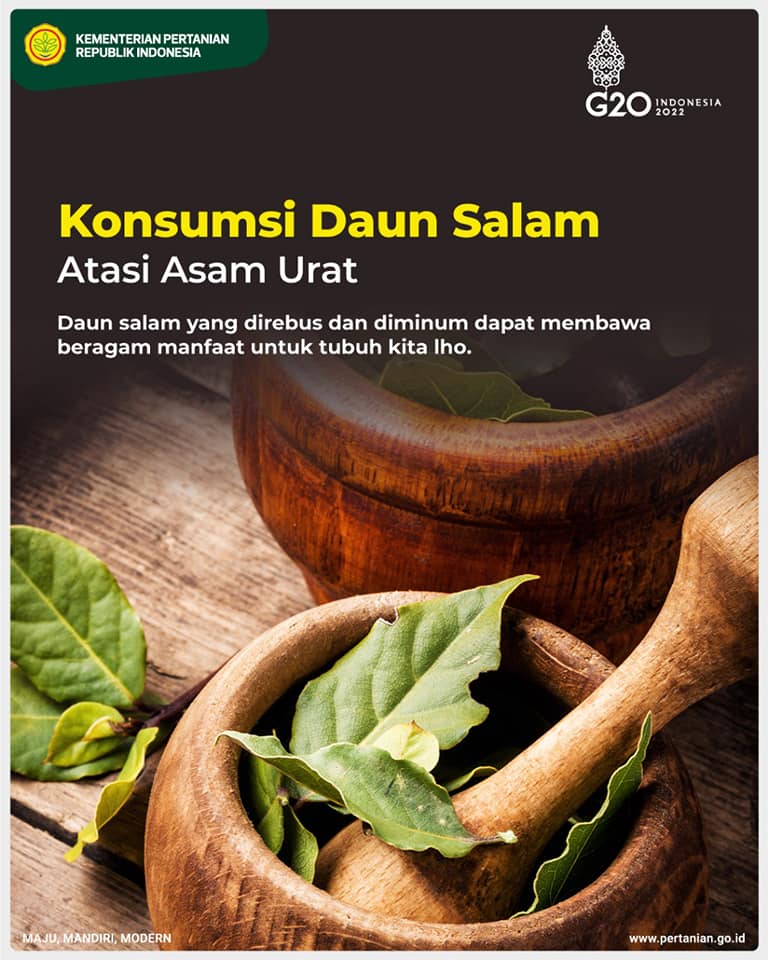 KEMENTERIAN PERTANIAN
REPUBLIK INDONESIA
G20 INDONESIA
2022
Konsumsi Daun Salam
Atasi Asam Urat
Daun salam yang direbus dan diminum dapat membawa
beragam manfaat untuk tubuh kita lho.
MAJU, MANDIRI, MODERN
www.pertanian.go.id